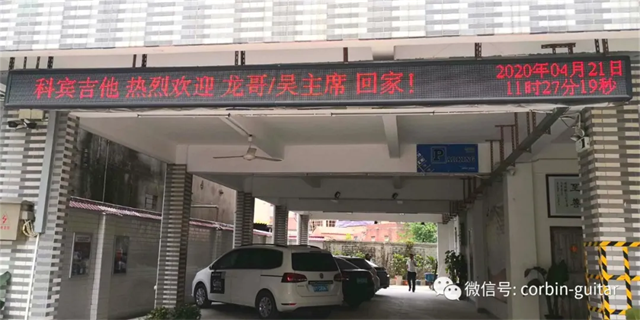 科宾吉他 热烈欢迎 龙哥/吴主席 回家!
2020年04月21日
11时27分19秒
微信号: corbin-guitar